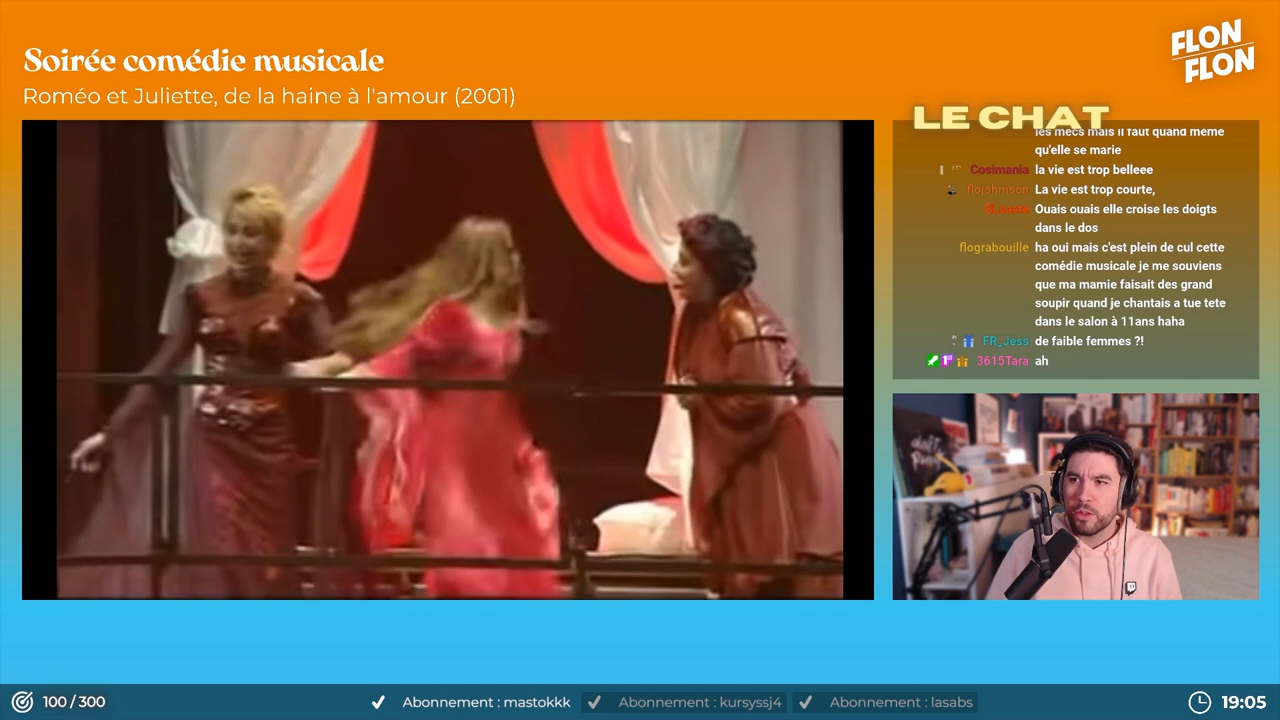 Soirée comédie musicale
Roméo et Juliette, de la haine à l'amour (2001)
FLON
FLON
LE CHAT
les mecs mais il faut quand meme
qu'elle se marie
Cosimania la vie est trop belleee
flojohmson La vie est trop courte,
Ouais ouais elle croise les doigts
dans le dos
flograbouille ha oui mais c'est plein de cul cette
comédie musicale je me souviens
que ma mamie faisait des grand
soupir quand je chantais a tue tete
dans le salon à 11ans haha
FR_Jess de faible femmes ?!
3615Tara ah
100 / 300
Abonnement : mastokkk
Abonnement : kursyssj4
Abonnement : lasabs
19:05